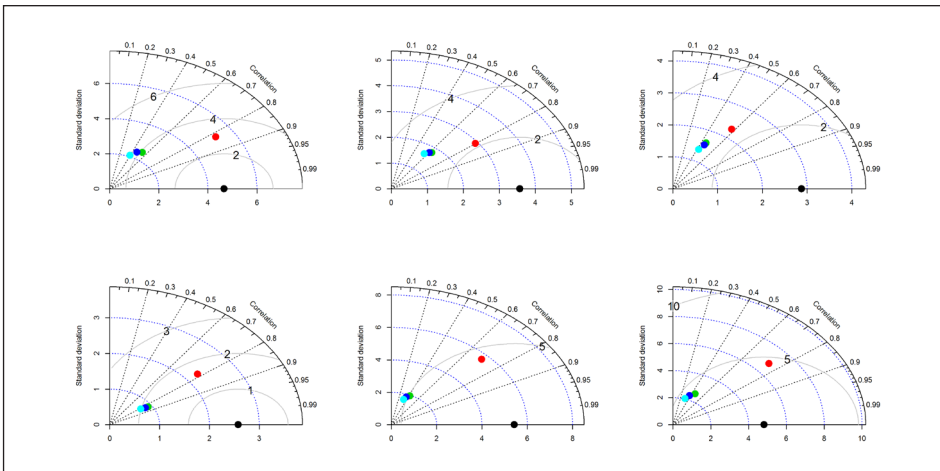 0.1 0.2 0.3 0.4 0.5 0.6 0.7 0.8 0.9 0.95 0.99
Correlation
Standard deviation
0 2 4 6
0 2 4 6
6 4 2
0.1 0.2 0.3 0.4 0.5 0.6 0.7 0.8 0.9 0.95 0.99
Correlation
Standard deviation
0 1 2 3 4 5
0 1 2 3 4 5
4 2
0.1 0.2 0.3 0.4 0.5 0.6 0.7 0.8 0.9 0.95 0.99
Correlation
Standard deviation
0 1 2 3 4
0 1 2 3 4
4 2
0.1 0.2 0.3 0.4 0.5 0.6 0.7 0.8 0.9 0.95 0.99
Correlation
Standard deviation
0 1 2 3
0 1 2 3
3 2 1
0.1 0.2 0.3 0.4 0.5 0.6 0.7 0.8 0.9 0.95 0.99
Correlation
Standard deviation
0 2 4 6 8
0 2 4 6 8
5
0.1 0.2 0.3 0.4 0.5 0.6 0.7 0.8 0.9 0.95 0.99
Correlation
Standard deviation
0 2 4 6 8 10
0 2 4 6 8 10
10 5